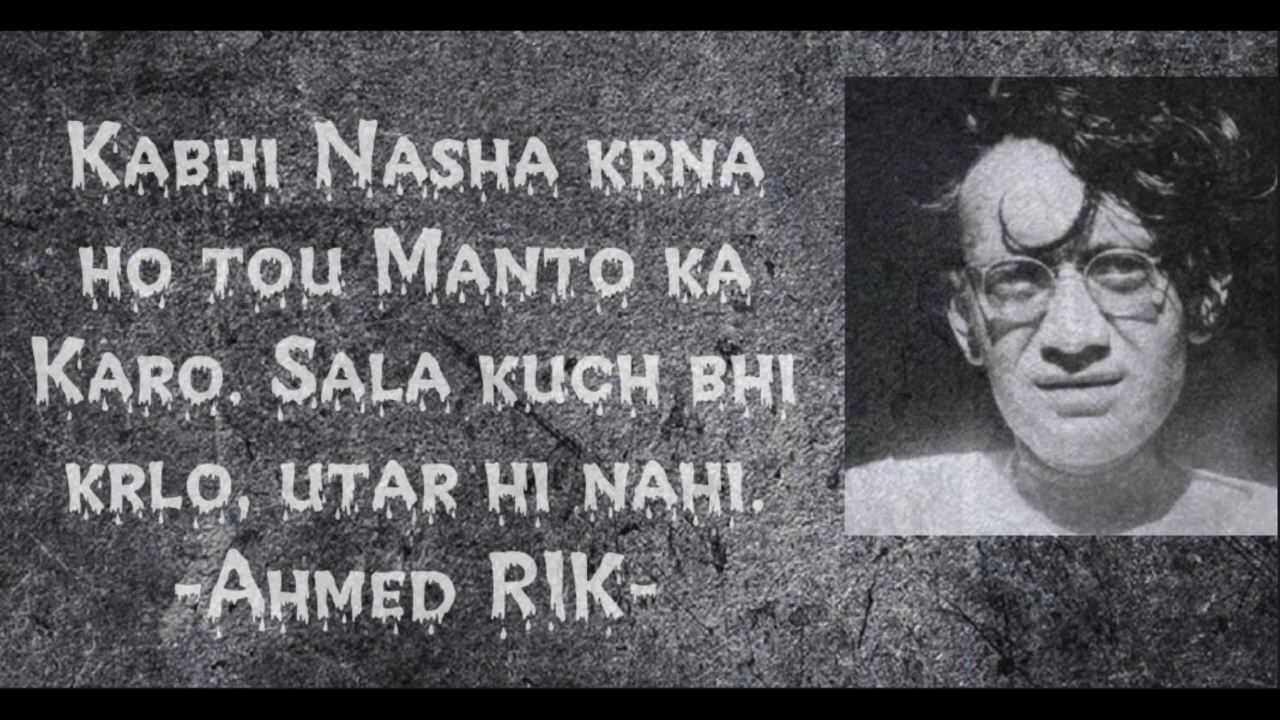 Kabhi Nasha krna
ho tou Manto ka
Karo. Sala kuch bhi
krlo, utar hi nahi.
-Ahmed RIK-